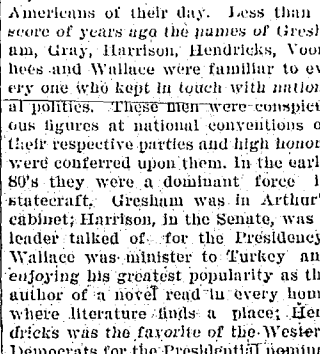 Americans of their day. Less than
score of years ago the names of Gresh
am, Gray, Harrison, Hendricks, Voor
hees and Wallace were familiar to ev
ery one who kept in touch with nation
al politics. These men were conspicu
ous figures at national conventions o
their respective parties and high honor
were conferred upon them. In the earl
80's they were a dominant force i
statecraft. Gresham was in Arthur'
cabinet; Harrison, in the Senate, was
leader talked of for the Presidency
Wallace was minister to Turkey an
enjoying his greatest popularity as th
author of a novel read in every hom
where literature finds a place; Hen
dricks was the favorite of the Wester
Democrats for the Presidential nomin